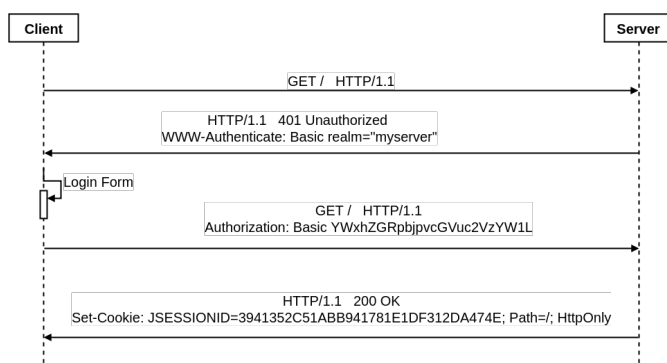 Client
Server
GET /   HTTP/1.1
HTTP/1.1   401 Unauthorized
WWW-Authenticate: Basic realm="myserver"
Login Form
GET /   HTTP/1.1
Authorization: Basic YWxhZGRpbjpvcGVuc2VzYW1L
HTTP/1.1   200 OK
Set-Cookie: JSESSIONID=3941352C51ABB941781E1DF312DA474E; Path=/; HttpOnly